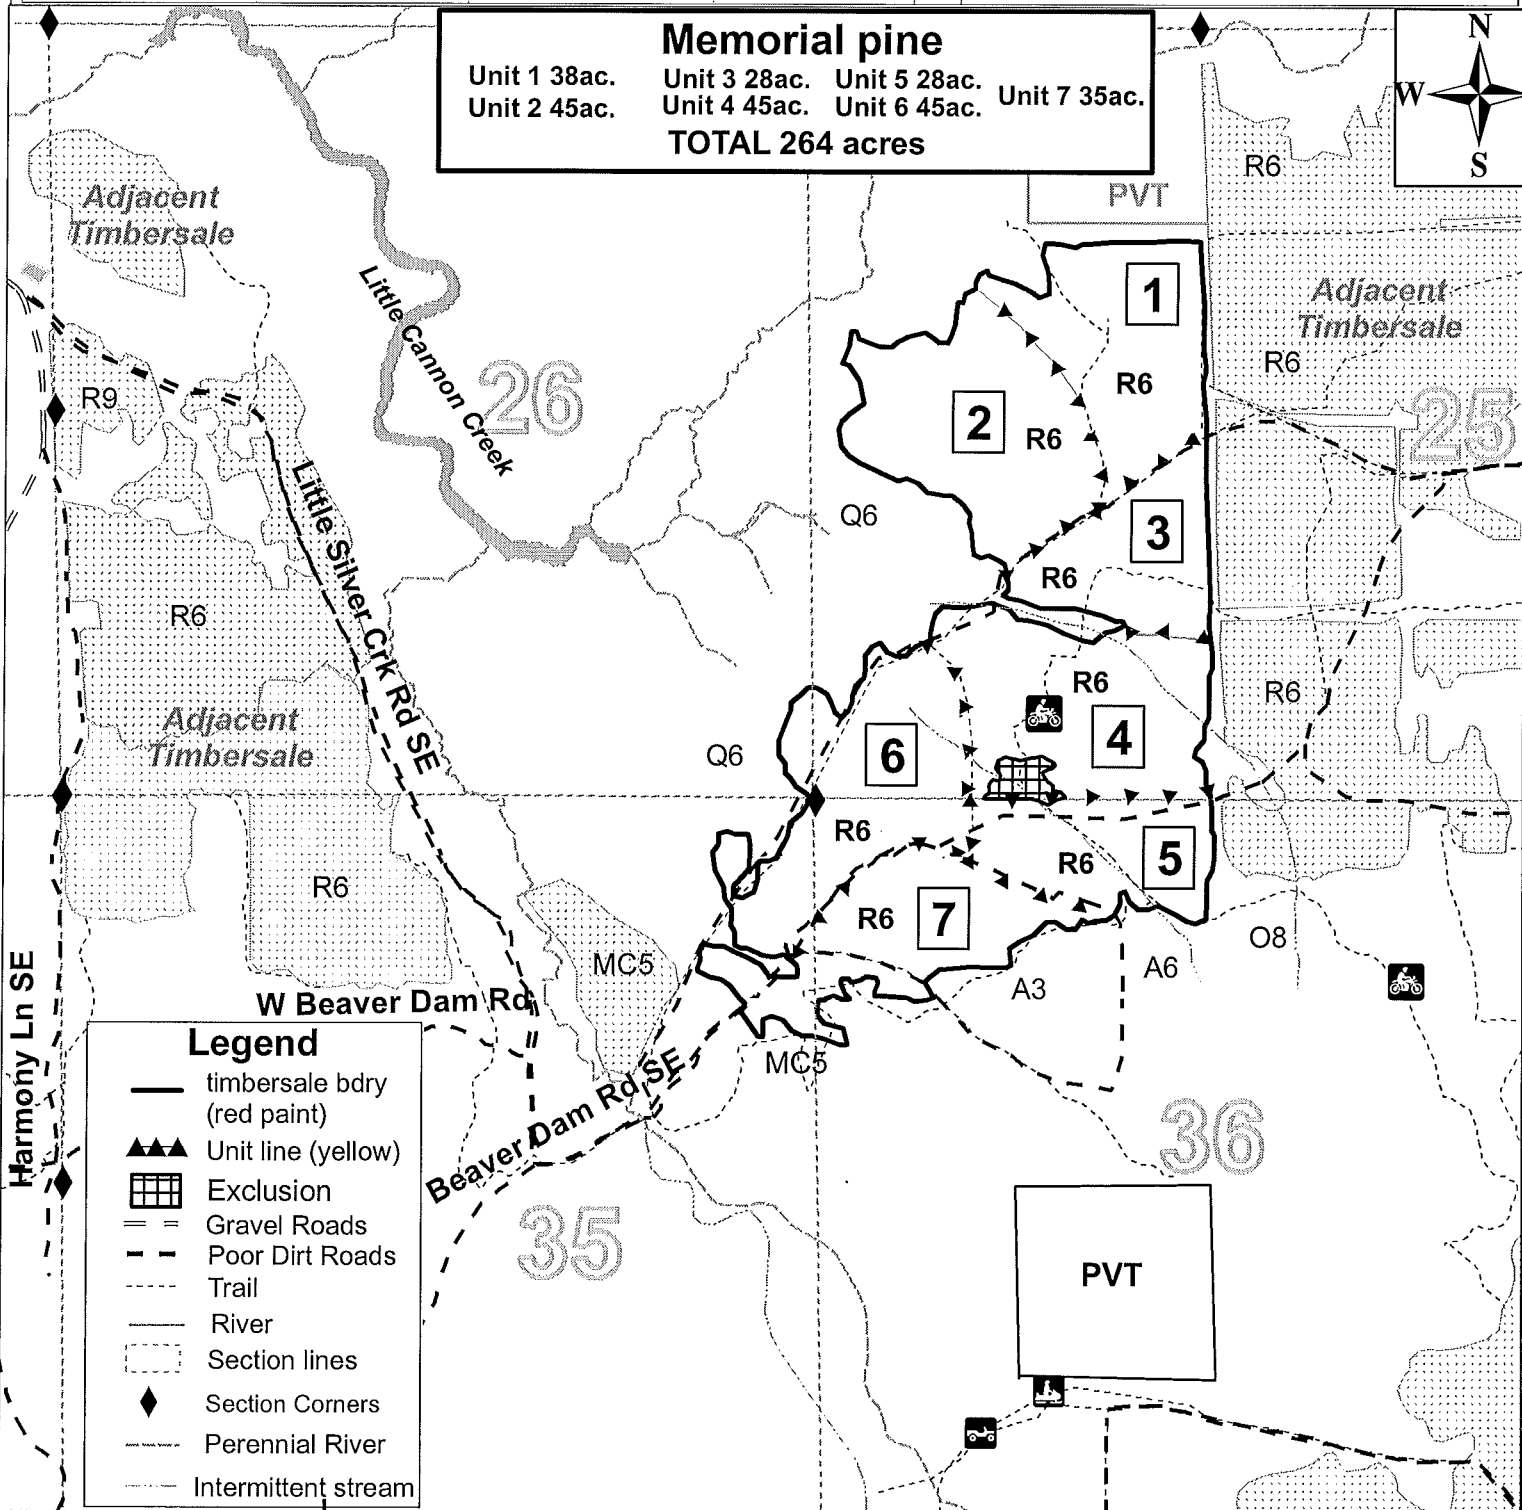 Memorial pine
Unit 1 38ac. Unit 3 28ac. Unit 5 28ac. Unit 7 35ac.
Unit 2 45ac. Unit 4 45ac. Unit 6 45ac.
TOTAL 264 acres
N
W
S
PVT
R6
Adjacent
Timbersale
Little Cannon Creek
26
1
Adjacent
Timbersale
R6
R6
R9
2
R6
25
Q6
3
R6
Little Silver Crk Rd SE
R6
R6
R6
Adjacent
Timbersale
Q6
6
4
R6
R6
5
R6
R6
7
O8
MC5
A6
A3
W Beaver Dam Rd
Harmony Ln SE
MC5
Beaver Dam Rd SE
36
35
PVT
Legend
timbersale bdry
(red paint)
Unit line (yellow)
Exclusion
Gravel Roads
Poor Dirt Roads
Trail
River
Section lines
Section Corners
Perennial River
Intermittent stream